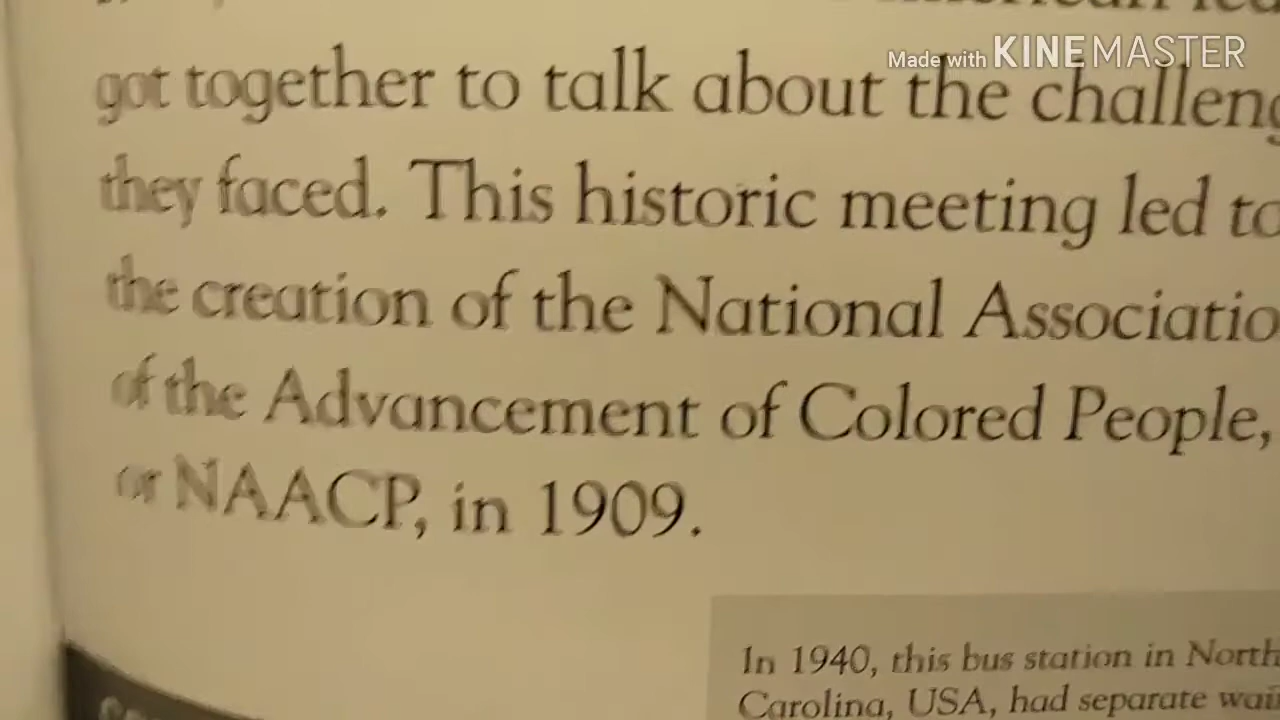 Made with KINEMASTER
got together to talk about the challeng
they faced. This historic meeting led to
the creation of the National Associatio
of the Advancement of Colored People,
or NAACP, in 1909.
In 1940, this bus station in North
Carolina, USA, had separate wai